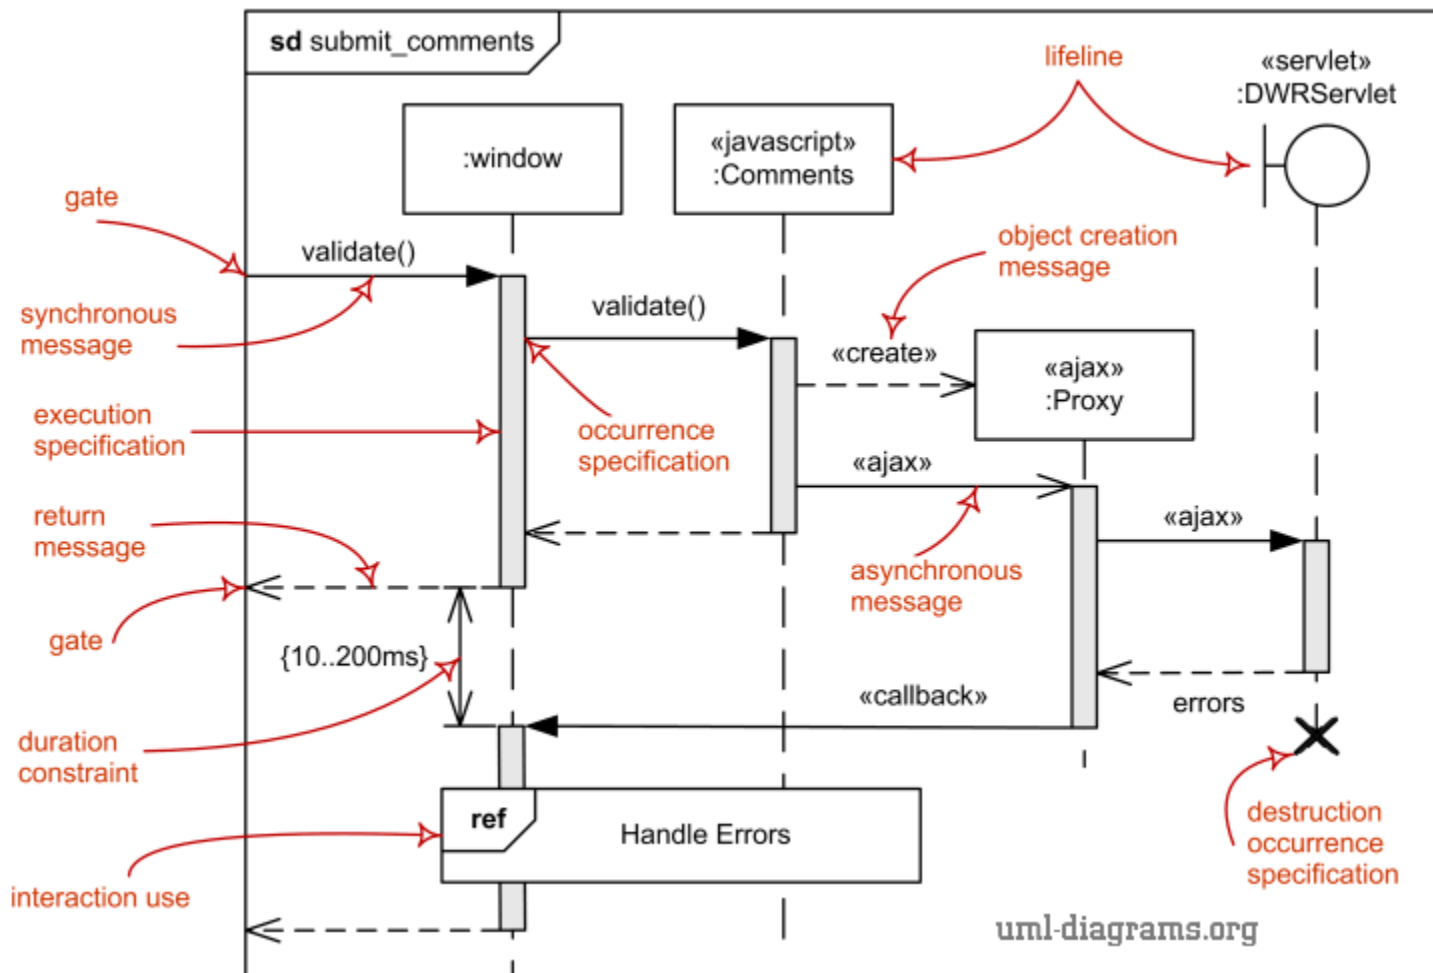 sd submit_comments
lifeline
«servlet»
:DWRServlet
:window
«javascript»
:Comments
gate
validate()
object creation
message
synchronous
message
validate()
«create»
«ajax»
:Proxy
execution
specification
occurrence
specification
«ajax»
return
message
«ajax»
asynchronous
message
gate
{10..200ms}
«callback»
errors
duration
constraint
ref
Handle Errors
destruction
occurrence
specification
interaction use
uml-diagrams.org